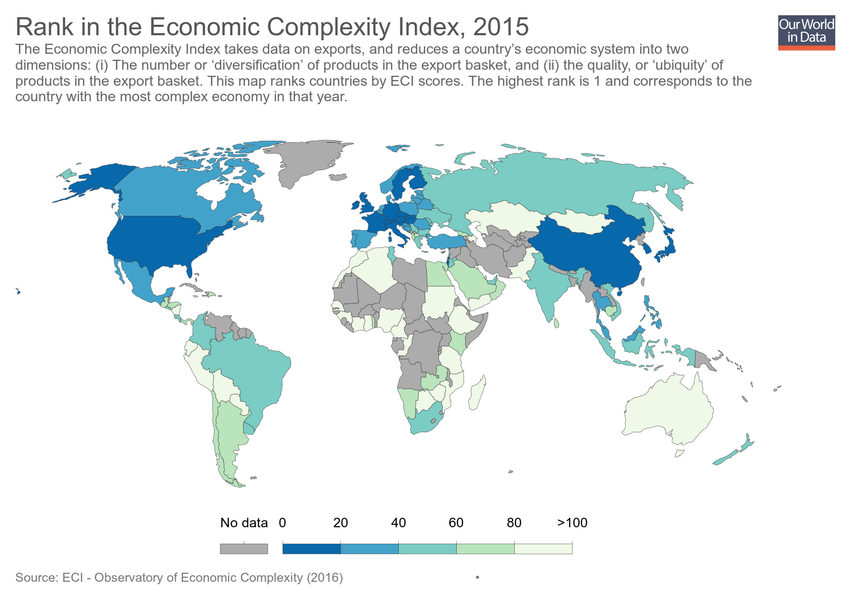 Rank in the Economic Complexity Index, 2015
Our World
in Data
The Economic Complexity Index takes data on exports, and reduces a country's economic system into two
dimensions: (i) The number or ‘diversification’ of products in the export basket, and (ii) the quality, or ‘ubiquity’ of
products in the export basket. This map ranks countries by ECI scores. The highest rank is 1 and corresponds to the
country with the most complex economy in that year.
No data 0 20 40 60 80 >100
Source: ECI - Observatory of Economic Complexity (2016) •